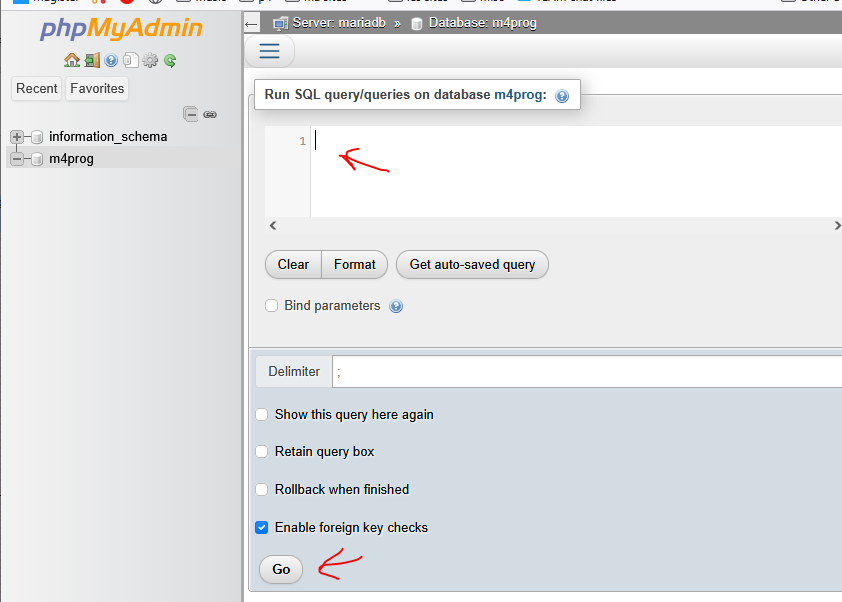 phpMyAdmin
Recent Favorites
information_schema
m4prog
Server: mariadb » Database: m4prog
Run SQL query/queries on database m4prog:
1
Clear Format Get auto-saved query
Bind parameters
Delimiter ;
Show this query here again
Retain query box
Rollback when finished
Enable foreign key checks
Go